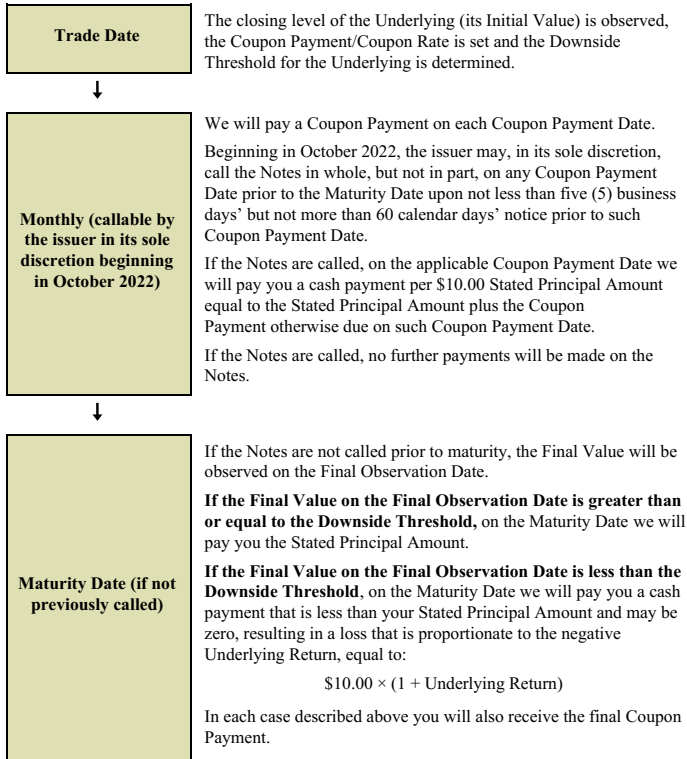 Trade Date
The closing level of the Underlying (its Initial Value) is observed,
the Coupon Payment/Coupon Rate is set and the Downside
Threshold for the Underlying is determined.
Monthly (callable by
the issuer in its sole
discretion beginning
in October 2022)
We will pay a Coupon Payment on each Coupon Payment Date.
Beginning in October 2022, the issuer may, in its sole discretion,
call the Notes in whole, but not in part, on any Coupon Payment
Date prior to the Maturity Date upon not less than five (5) business
days’ but not more than 60 calendar days’ notice prior to such
Coupon Payment Date.
If the Notes are called, on the applicable Coupon Payment Date we
will pay you a cash payment per $10.00 Stated Principal Amount
equal to the Stated Principal Amount plus the Coupon
Payment otherwise due on such Coupon Payment Date.
If the Notes are called, no further payments will be made on the
Notes.
Maturity Date (if not
previously called)
If the Notes are not called prior to maturity, the Final Value will be
observed on the Final Observation Date.
If the Final Value on the Final Observation Date is greater than
or equal to the Downside Threshold, on the Maturity Date we will
pay you the Stated Principal Amount.
If the Final Value on the Final Observation Date is less than the
Downside Threshold, on the Maturity Date we will pay you a cash
payment that is less than your Stated Principal Amount and may be
zero, resulting in a loss that is proportionate to the negative
Underlying Return, equal to:
$10.00 × (1 + Underlying Return)
In each case described above you will also receive the final Coupon
Payment.